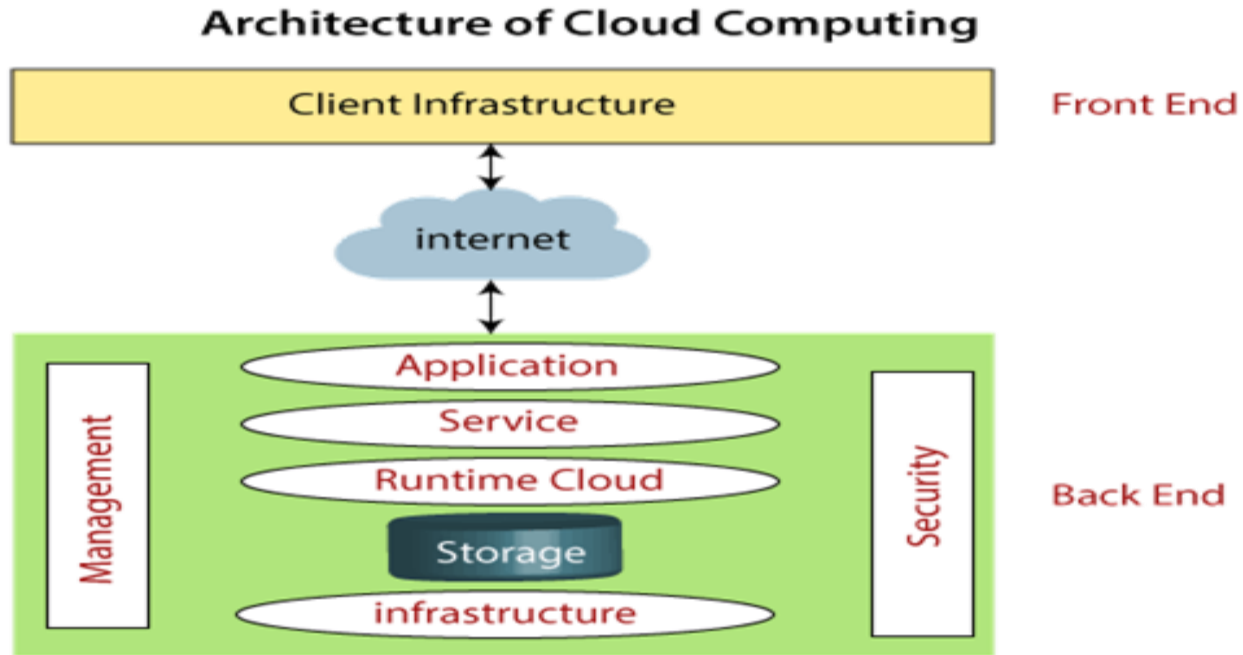 Architecture of Cloud Computing
Client Infrastructure
Front End
internet
Application
Service
Runtime Cloud
Storage
infrastructure
Management
Security
Back End